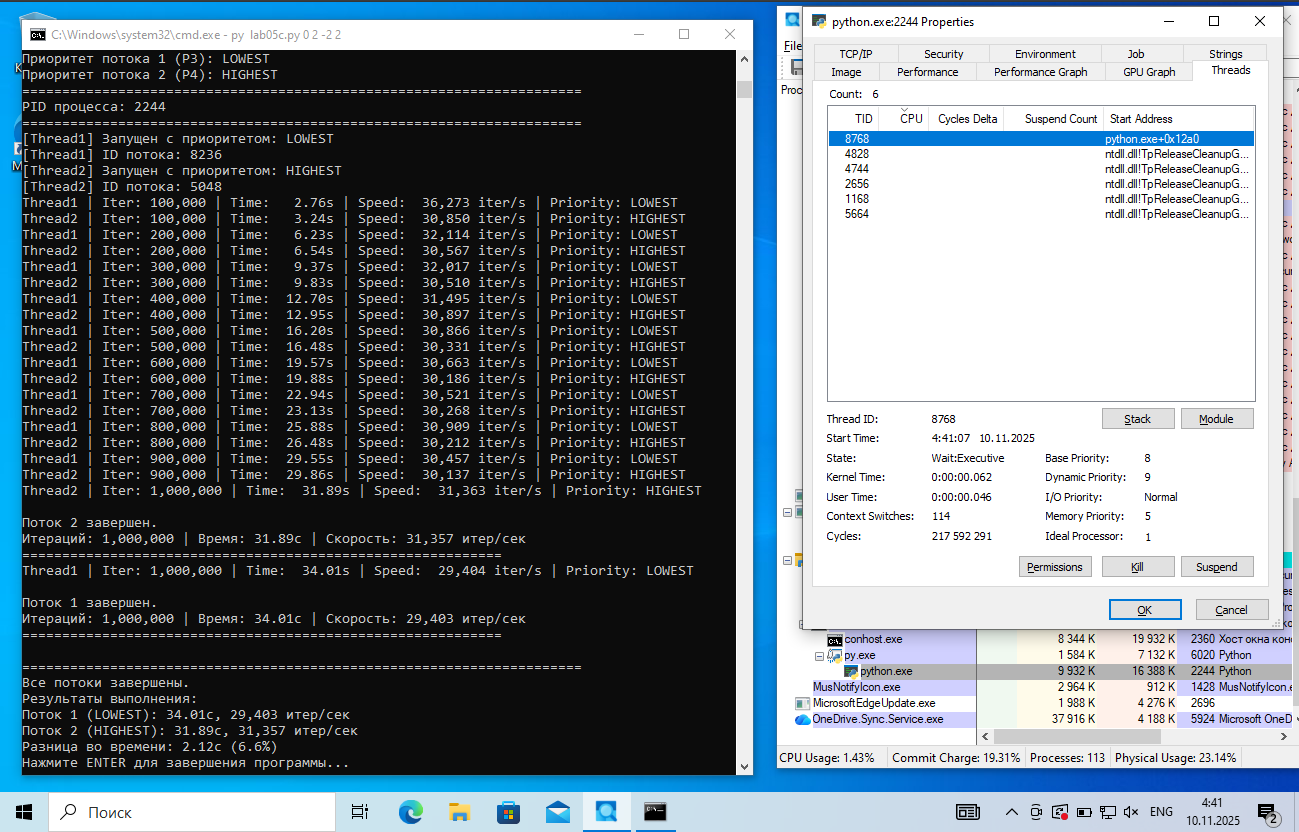 C:\Windows\system32\cmd.exe - py lab05c.py 0 2 -2 2
Приоритет потока 1 (P3): LOWEST
Приоритет потока 2 (P4): HIGHEST
======================================================================
PID процесса: 2244
======================================================================
[Thread1] Запущен с приоритетом: LOWEST
[Thread1] ID потока: 8236
[Thread2] Запущен с приоритетом: HIGHEST
[Thread2] ID потока: 5048
Thread1 | Iter: 100,000 | Time:   2.76s | Speed:  36,273 iter/s | Priority: LOWEST
Thread2 | Iter: 100,000 | Time:   3.24s | Speed:  30,850 iter/s | Priority: HIGHEST
Thread1 | Iter: 200,000 | Time:   6.23s | Speed:  32,114 iter/s | Priority: LOWEST
Thread2 | Iter: 200,000 | Time:   6.54s | Speed:  30,567 iter/s | Priority: HIGHEST
Thread1 | Iter: 300,000 | Time:   9.37s | Speed:  32,017 iter/s | Priority: LOWEST
Thread2 | Iter: 300,000 | Time:   9.83s | Speed:  30,510 iter/s | Priority: HIGHEST
Thread1 | Iter: 400,000 | Time:  12.70s | Speed:  31,495 iter/s | Priority: LOWEST
Thread2 | Iter: 400,000 | Time:  12.95s | Speed:  30,897 iter/s | Priority: HIGHEST
Thread1 | Iter: 500,000 | Time:  16.20s | Speed:  30,866 iter/s | Priority: LOWEST
Thread2 | Iter: 500,000 | Time:  16.48s | Speed:  30,331 iter/s | Priority: HIGHEST
Thread1 | Iter: 600,000 | Time:  19.57s | Speed:  30,663 iter/s | Priority: LOWEST
Thread2 | Iter: 600,000 | Time:  19.88s | Speed:  30,186 iter/s | Priority: HIGHEST
Thread1 | Iter: 700,000 | Time:  22.94s | Speed:  30,521 iter/s | Priority: LOWEST
Thread2 | Iter: 700,000 | Time:  23.13s | Speed:  30,268 iter/s | Priority: HIGHEST
Thread1 | Iter: 800,000 | Time:  25.88s | Speed:  30,909 iter/s | Priority: LOWEST
Thread2 | Iter: 800,000 | Time:  26.48s | Speed:  30,212 iter/s | Priority: HIGHEST
Thread1 | Iter: 900,000 | Time:  29.55s | Speed:  30,457 iter/s | Priority: LOWEST
Thread2 | Iter: 900,000 | Time:  29.86s | Speed:  30,137 iter/s | Priority: HIGHEST
Thread2 | Iter: 1,000,000 | Time:  31.89s | Speed:  31,363 iter/s | Priority: HIGHEST
Поток 2 завершен.
Итераций: 1,000,000 | Время: 31.89с | Скорость: 31,357 итер/сек
============================================================
Thread1 | Iter: 1,000,000 | Time:  34.01s | Speed:  29,404 iter/s | Priority: LOWEST
Поток 1 завершен.
Итераций: 1,000,000 | Время: 34.01с | Скорость: 29,403 итер/сек
============================================================
======================================================================
Все потоки завершены.
Результаты выполнения:
Поток 1 (LOWEST): 34.01с, 29,403 итер/сек
Поток 2 (HIGHEST): 31.89с, 31,357 итер/сек
Разница во времени: 2.12с (6.6%)
Нажмите ENTER для завершения программы...
File
Proc
python.exe:2244 Properties
TCP/IP Security Environment Job Strings
Image Performance Performance Graph GPU Graph Threads
Count: 6
TID CPU Cycles Delta Suspend Count Start Address
8768 python.exe+0x12a0
4828 ntdll.dll!TpReleaseCleanupG...
4744 ntdll.dll!TpReleaseCleanupG...
2656 ntdll.dll!TpReleaseCleanupG...
1168 ntdll.dll!TpReleaseCleanupG...
5664 ntdll.dll!TpReleaseCleanupG...
Thread ID: 8768 Stack Module
Start Time: 4:41:07 10.11.2025
State: Wait:Executive Base Priority: 8
Kernel Time: 0:00:00.062 Dynamic Priority: 9
User Time: 0:00:00.046 I/O Priority: Normal
Context Switches: 114 Memory Priority: 5
Cycles: 217 592 291 Ideal Processor: 1
Permissions Kill Suspend
OK Cancel
conhost.exe 8 344 K 19 932 K 2360 Хост окна конс
py.exe 1 584 K 7 132 K 6020 Python
python.exe 9 932 K 16 388 K 2244 Python
MusNotifyIcon.exe 2 964 K 912 K 1428 MusNotifyIcon.e
MicrosoftEdgeUpdate.exe 1 988 K 4 276 K 2696
OneDrive.Sync.Service.exe 37 916 K 4 188 K 5924 Microsoft OneD
CPU Usage: 1.43% Commit Charge: 19.31% Processes: 113 Physical Usage: 23.14%
Поиск
ENG
4:41
10.11.2025
2